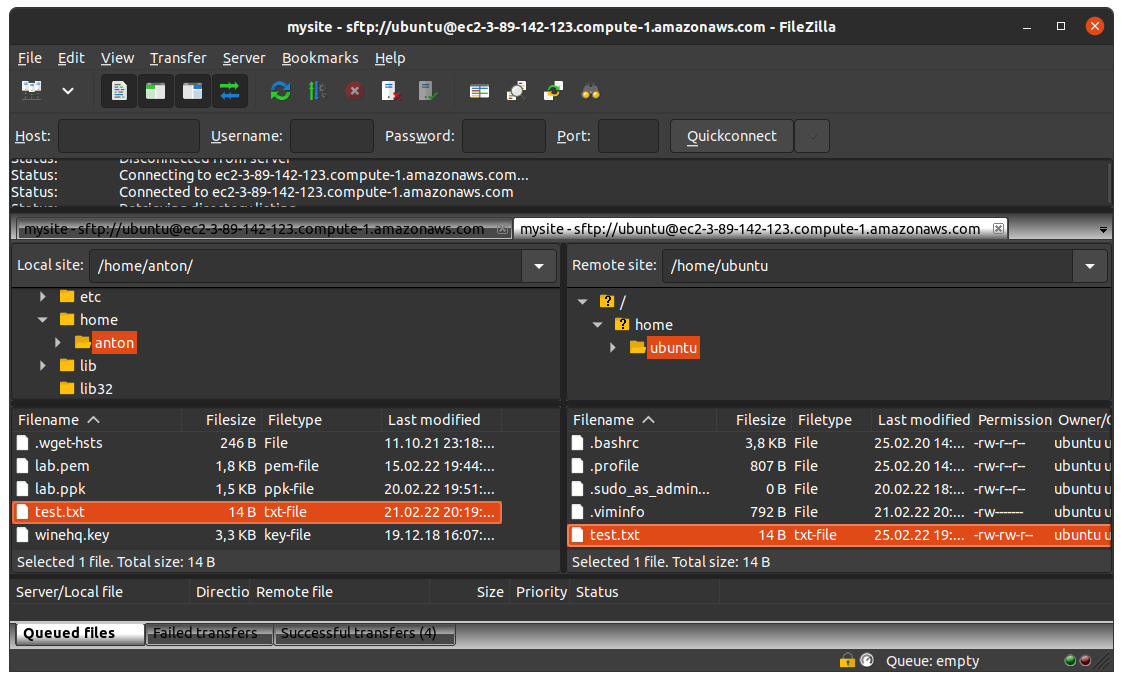 mysite - sftp://ubuntu@ec2-3-89-142-123.compute-1.amazonaws.com - FileZilla
File Edit View Transfer Server Bookmarks Help
Host: Username: Password: Port: Quickconnect
Status: Disconnected from server
Status: Connecting to ec2-3-89-142-123.compute-1.amazonaws.com...
Status: Connected to ec2-3-89-142-123.compute-1.amazonaws.com
Status: Retrieving directory listing
mysite - sftp://ubuntu@ec2-3-89-142-123.compute-1.amazonaws.com mysite - sftp://ubuntu@ec2-3-89-142-123.compute-1.amazonaws.com
Local site: /home/anton/
etc
home
anton
lib
lib32
Remote site: /home/ubuntu
/
home
ubuntu
Filename Filesize Filetype Last modified
.wget-hsts 246 B File 11.10.21 23:18:...
lab.pem 1,8 KB pem-file 15.02.22 19:44:...
lab.ppk 1,5 KB ppk-file 20.02.22 19:51:...
test.txt 14 B txt-file 21.02.22 20:19:...
winehq.key 3,3 KB key-file 19.12.18 16:07:...
Selected 1 file. Total size: 14 B
Filename Filesize Filetype Last modified Permission Owner/
.bashrc 3,8 KB File 25.02.20 14:... -rw-r--r-- ubuntu u
.profile 807 B File 25.02.20 14:... -rw-r--r-- ubuntu u
.sudo_as_admin... 0 B File 20.02.22 18:... -rw-r--r-- ubuntu u
.viminfo 792 B File 21.02.22 20:... -rw------- ubuntu u
test.txt 14 B txt-file 25.02.22 19:... -rw-rw-r-- ubuntu u
Selected 1 file. Total size: 14 B
Server/Local file Directio Remote file Size Priority Status
Queued files Failed transfers Successful transfers (4)
Queue: empty